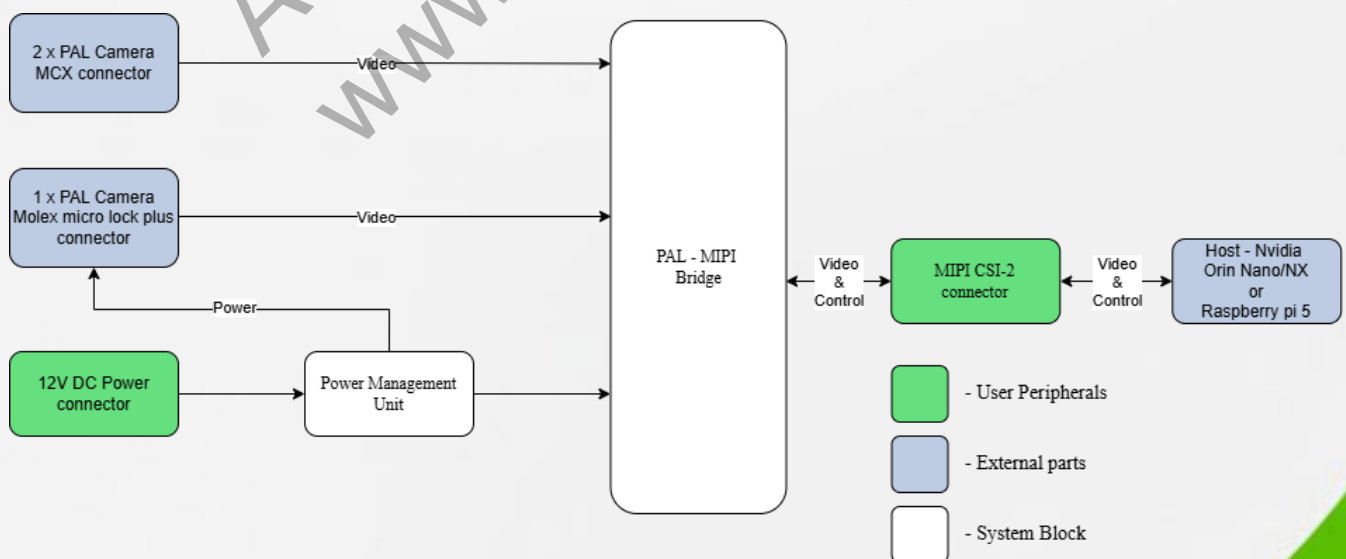 2 x PAL Camera
MCX connector
Video
1 x PAL Camera
Molex micro lock plus
connector
Video
Power
12V DC Power
connector
Power Management
Unit
PAL - MIPI
Bridge
Video
&
Control
MIPI CSI-2
connector
Video
&
Control
Host - Nvidia
Orin Nano/NX
or
Raspberry pi 5
- User Peripherals
- External parts
- System Block